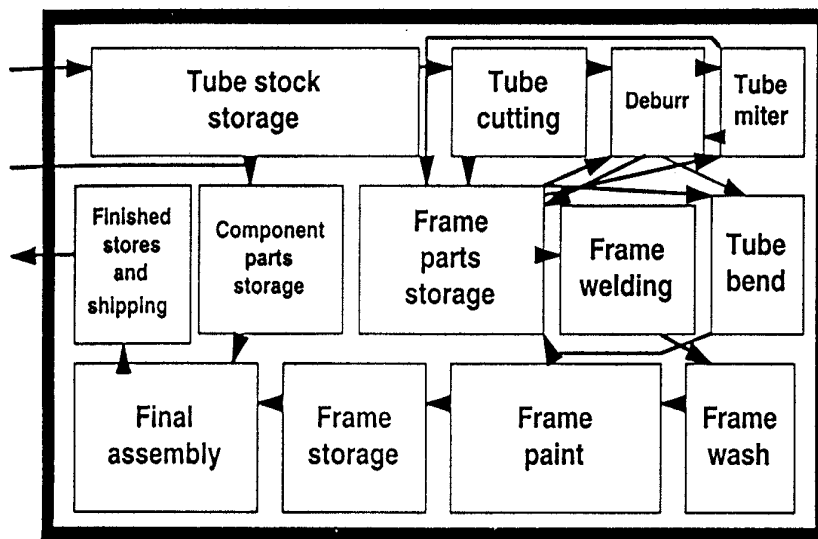 Tube stock
storage
Tube
cutting
Deburr
Tube
miter
Finished
stores
and
shipping
Component
parts
storage
Frame
parts
storage
Frame
welding
Tube
bend
Final
assembly
Frame
storage
Frame
paint
Frame
wash